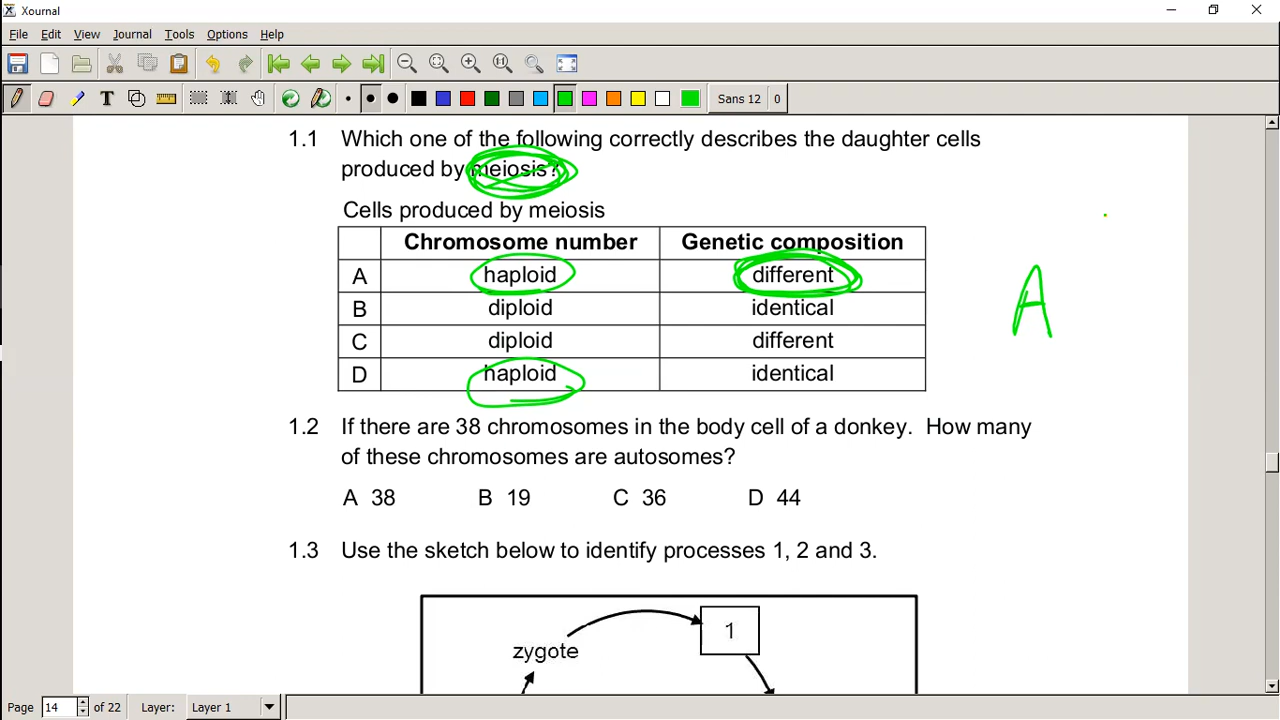 Xournal
File Edit View Journal Tools Options Help
Sans 12 0
1.1 Which one of the following correctly describes the daughter cells
produced by meiosis?
Cells produced by meiosis
Chromosome number Genetic composition
A haploid different
B diploid identical
C diploid different
D haploid identical
A
1.2 If there are 38 chromosomes in the body cell of a donkey. How many
of these chromosomes are autosomes?
A 38 B 19 C 36 D 44
1.3 Use the sketch below to identify processes 1, 2 and 3.
1
zygote
Page 14 of 22 Layer: Layer 1